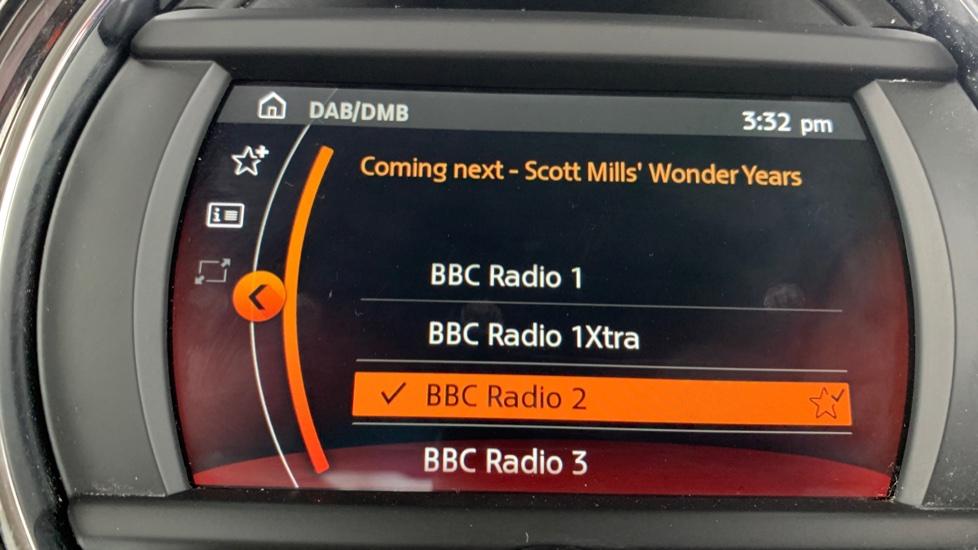 DAB/DMB
3:32 pm
Coming next - Scott Mills' Wonder Years
BBC Radio 1
BBC Radio 1Xtra
BBC Radio 2
BBC Radio 3